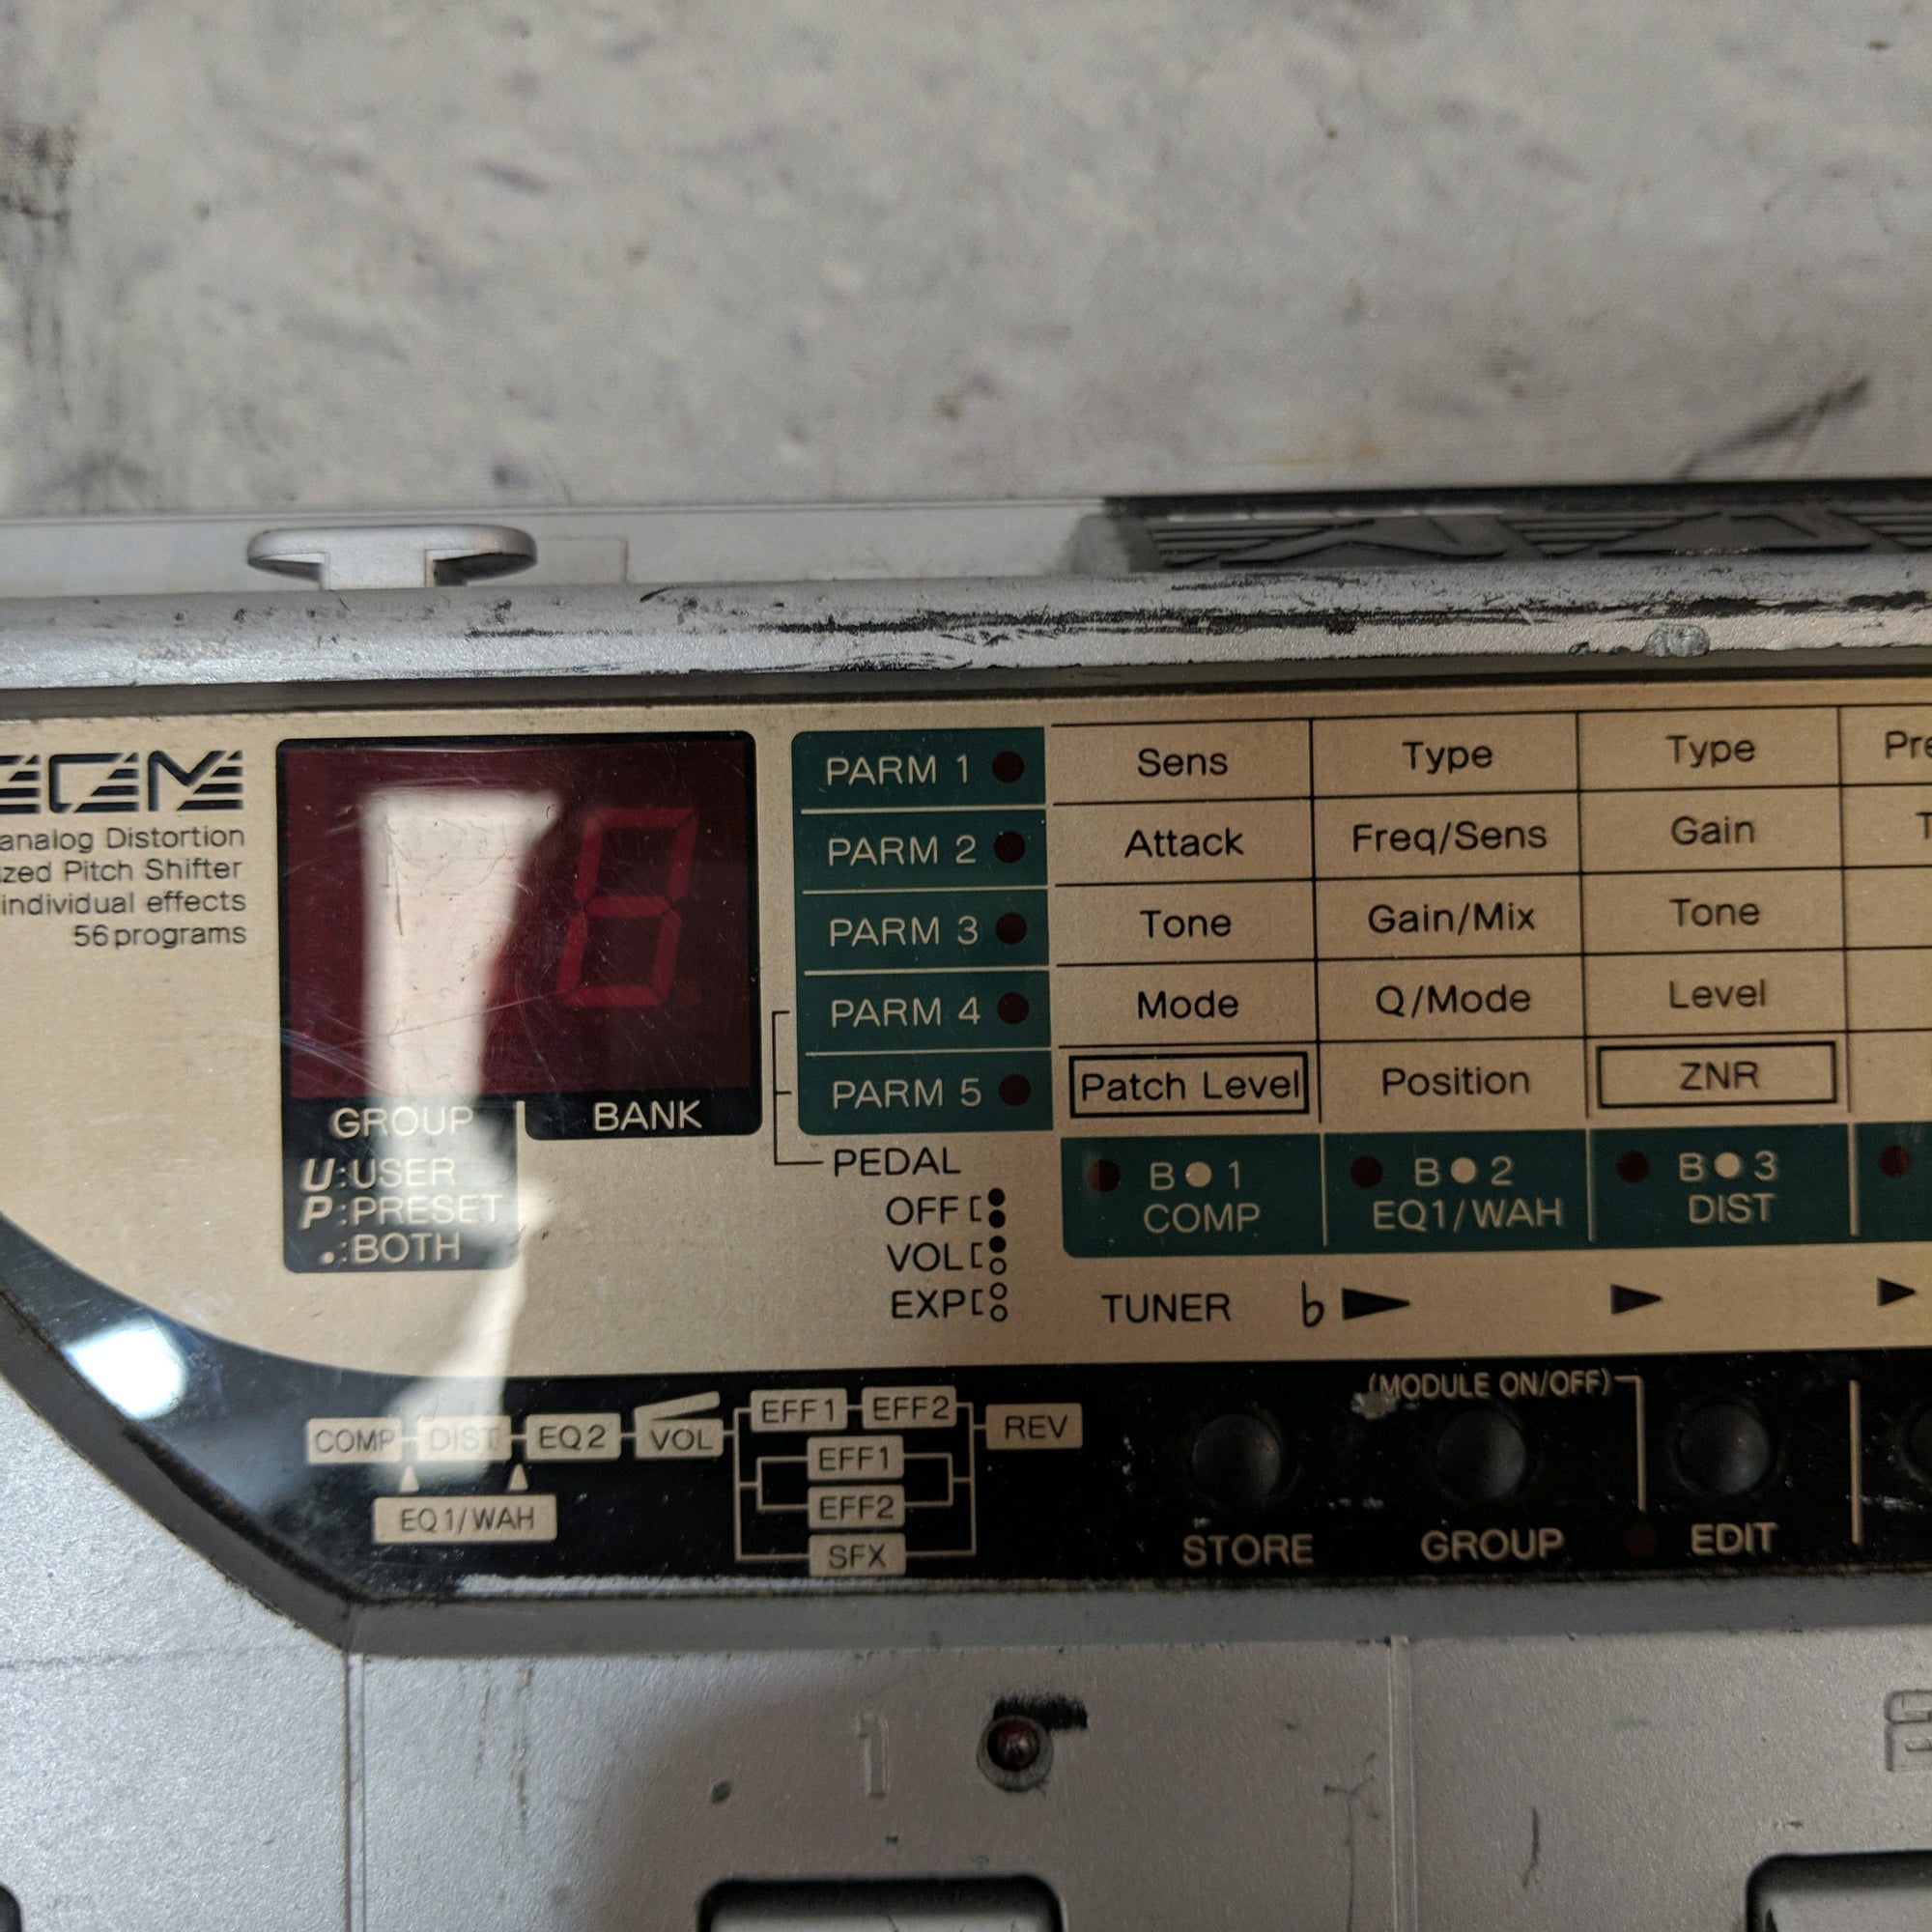 analog Distortion
zed Pitch Shifter
individual effects
56 programs
8
GROUP
BANK
U:USER
P:PRESET
.:BOTH
PARM 1
Sens
Type
Type
Pre
PARM 2
Attack
Freq/Sens
Gain
T
PARM 3
Tone
Gain/Mix
Tone
PARM 4
Mode
Q/Mode
Level
PARM 5
Patch Level
Position
ZNR
PEDAL
OFF
VOL
EXP
B●1
COMP
B●2
EQ1/WAH
B●3
DIST
TUNER ♭
(MODULE ON/OFF)
COMP
DIST
EQ2
VOL
EFF1
EFF2
REV
EFF1
EFF2
SFX
EQ1/WAH
STORE
GROUP
EDIT
1